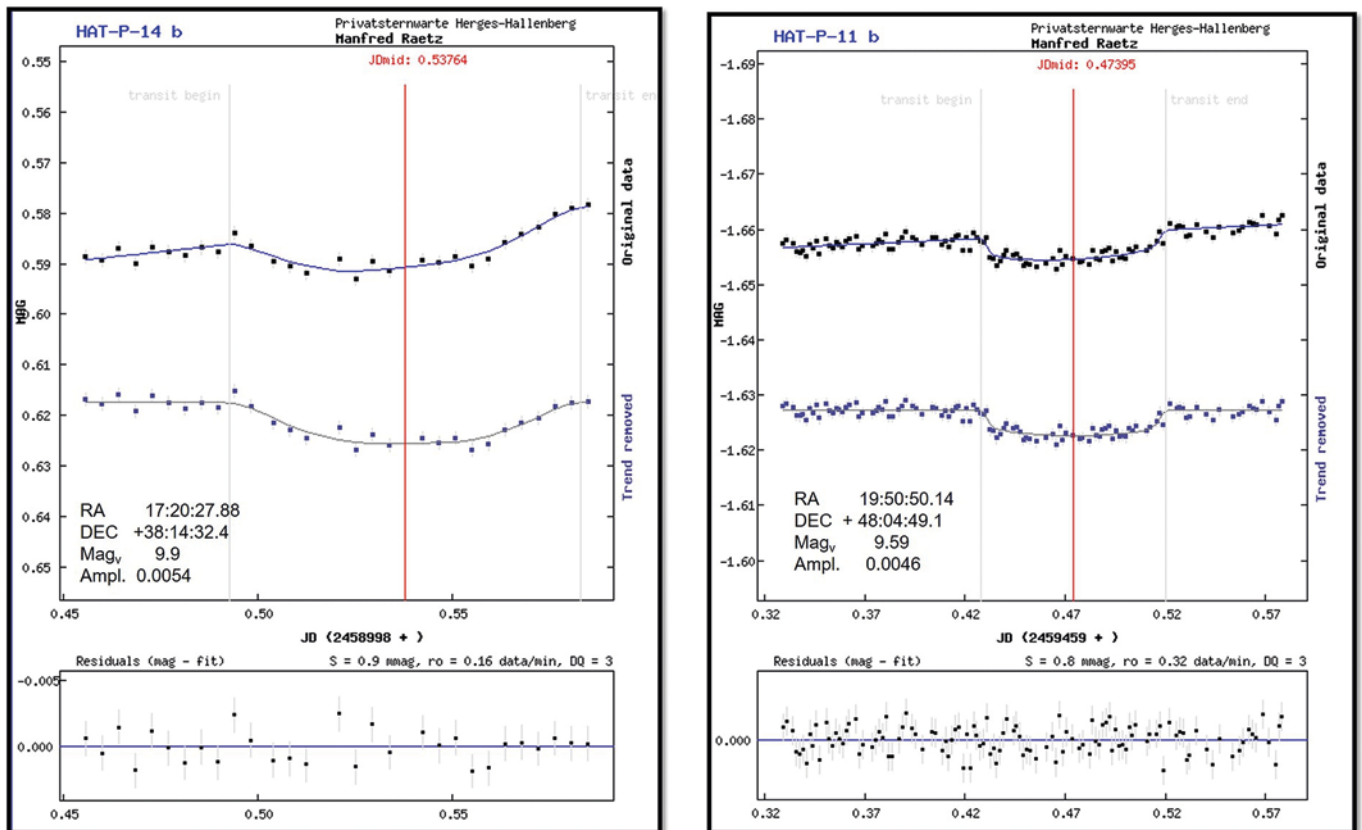 HAT-P-14 b
Privatsternwarte Herges-Hallenberg
Manfred Raetz
JDmid: 0.53764
transit begin
transit en
0.55
0.56
0.57
0.58
0.59
0.60
0.61
0.62
0.63
0.64
0.65
MAG
Original data
Trend removed
RA 17:20:27.88
DEC +38:14:32.4
Magv 9.9
Ampl. 0.0054
0.45 0.50 0.55
JD (2458998 + )
Residuals (mag - fit) S = 0.9 mmag, ro = 0.16 data/min, DQ = 3
-0.005
0.000
0.45 0.50 0.55
HAT-P-11 b
Privatsternwarte Herges-Hallenberg
Manfred Raetz
JDmid: 0.47395
transit begin
transit end
-1.69
-1.68
-1.67
-1.66
-1.65
-1.64
-1.63
-1.62
-1.61
-1.60
MAG
Original data
Trend removed
RA 19:50:50.14
DEC + 48:04:49.1
Magv 9.59
Ampl. 0.0046
0.32 0.37 0.42 0.47 0.52 0.57
JD (2459459 + )
Residuals (mag - fit) S = 0.8 mmag, ro = 0.32 data/min, DQ = 3
0.000
0.32 0.37 0.42 0.47 0.52 0.57